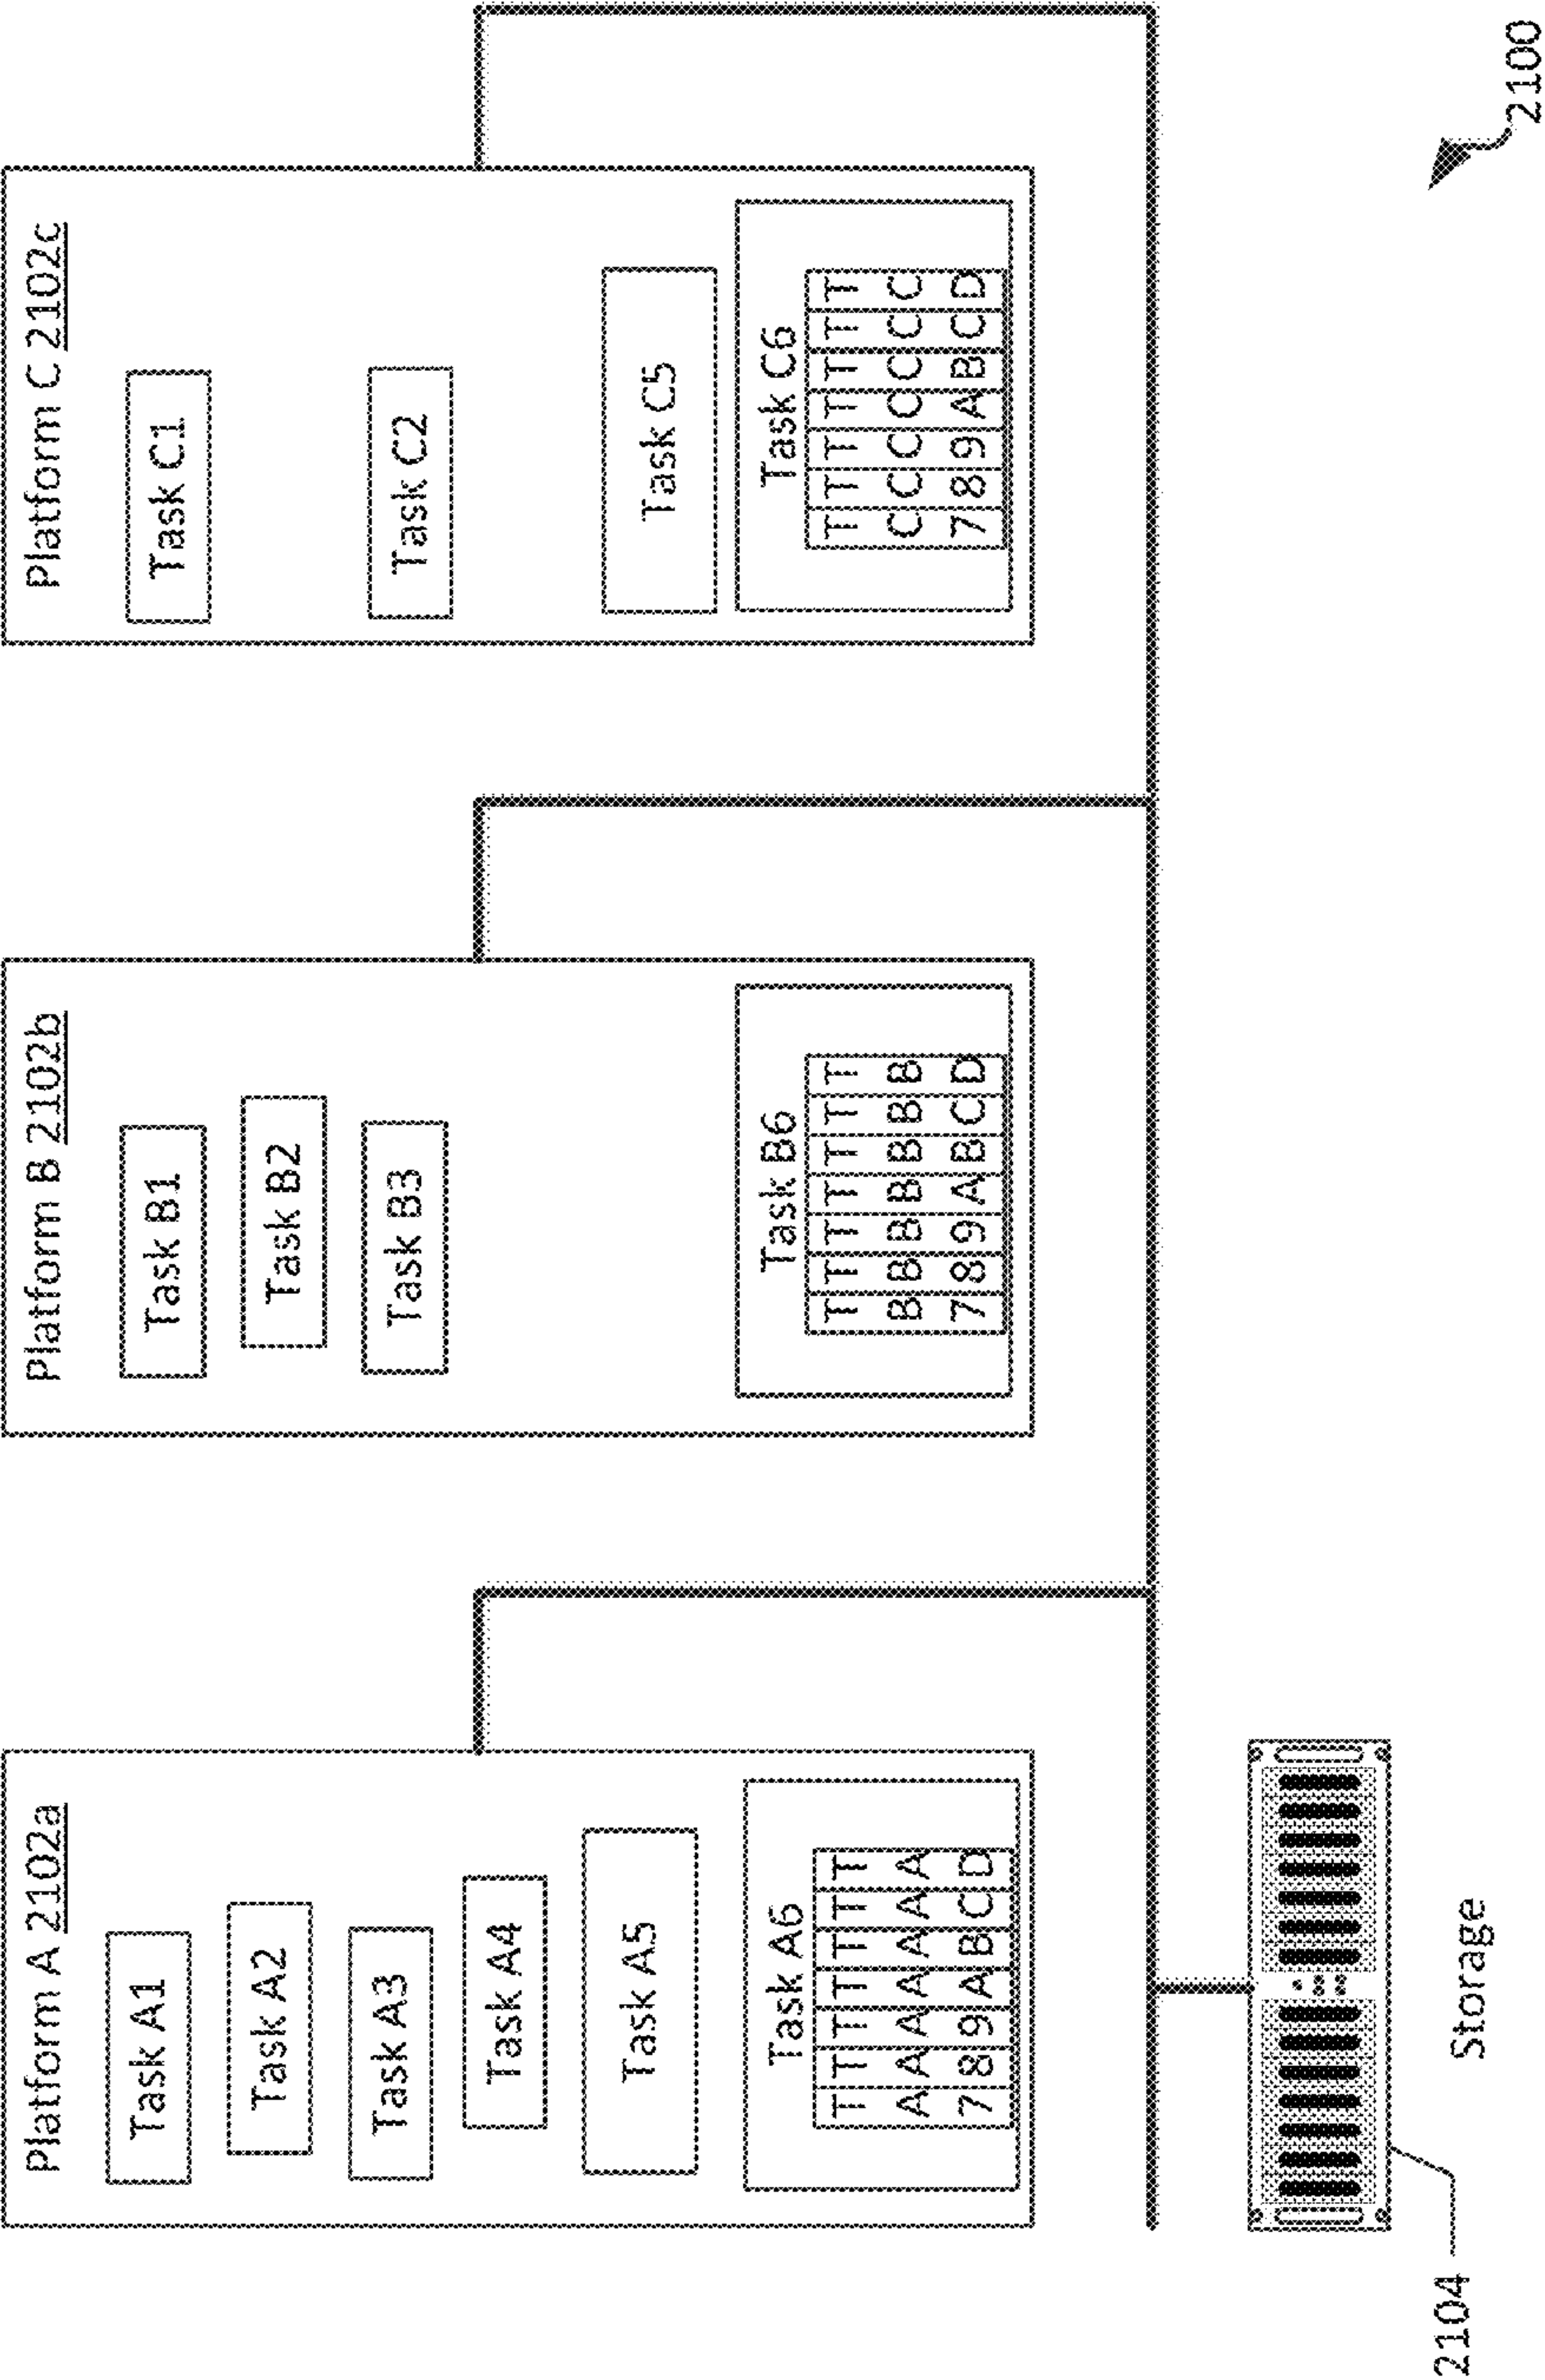 Platform A 2102a
Task A1
Task A2
Task A3
Task A4
Task A5
Task A6
T T T T T T T
A A A A A A A
7 8 9 A B C D
Platform B 2102b
Task B1
Task B2
Task B3
Task B6
T T T T T T T
B B B B B B B
7 8 9 A B C D
Platform C 2102c
Task C1
Task C2
Task C5
Task C6
T T T T T T T
C C C C C C C
7 8 9 A B C D
2104
Storage
2100